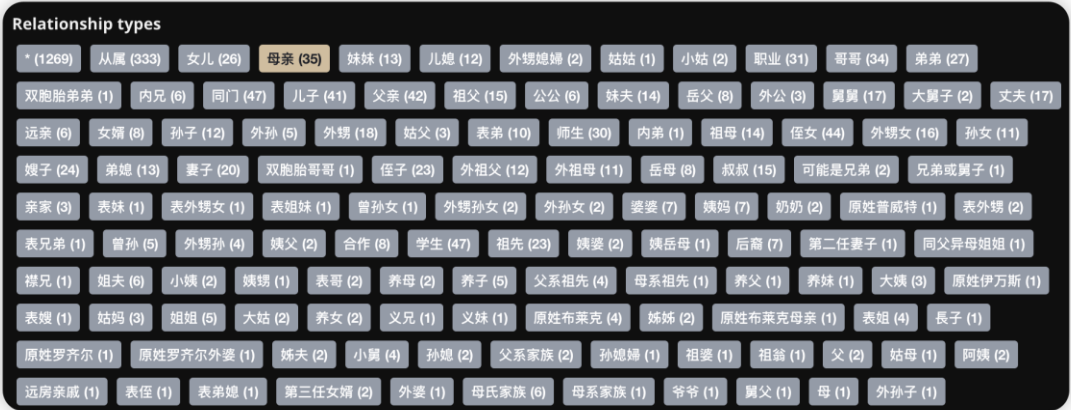 Relationship types
* (1269) 从属 (333) 女儿 (26) 母亲 (35) 妹妹 (13) 儿媳 (12) 外甥媳婦 (2) 姑姑 (1) 小姑 (2) 职业 (31) 哥哥 (34) 弟弟 (27)
双胞胎弟弟 (1) 内兄 (6) 同门 (47) 儿子 (41) 父亲 (42) 祖父 (15) 公公 (6) 妹夫 (14) 岳父 (8) 外公 (3) 舅舅 (17) 大舅子 (2) 丈夫 (17)
远亲 (6) 女婿 (8) 孙子 (12) 外孙 (5) 外甥 (18) 姑父 (3) 表弟 (10) 师生 (30) 内弟 (1) 祖母 (14) 侄女 (44) 外甥女 (16) 孙女 (11)
嫂子 (24) 弟媳 (13) 妻子 (20) 双胞胎哥哥 (1) 侄子 (23) 外祖父 (12) 外祖母 (11) 岳母 (8) 叔叔 (15) 可能是兄弟 (2) 兄弟或舅子 (1)
亲家 (3) 表妹 (1) 表外甥女 (1) 表姐妹 (1) 曾孙女 (1) 外甥孙女 (2) 外孙女 (2) 婆婆 (7) 姨妈 (7) 奶奶 (2) 原姓普威特 (1) 表外甥 (2)
表兄弟 (1) 曾孙 (5) 外甥孙 (4) 姨父 (2) 合作 (8) 学生 (47) 祖先 (23) 姨婆 (2) 姨岳母 (1) 后裔 (7) 第二任妻子 (1) 同父异母姐姐 (1)
襟兄 (1) 姐夫 (6) 小姨 (2) 姨甥 (1) 表哥 (2) 养母 (2) 养子 (5) 父系祖先 (4) 母系祖先 (1) 养父 (1) 养妹 (1) 大姨 (3) 原姓伊万斯 (1)
表嫂 (1) 姑妈 (3) 姐姐 (5) 大姑 (2) 养女 (2) 义兄 (1) 义妹 (1) 原姓布莱克 (4) 姊姊 (2) 原姓布莱克母亲 (1) 表姐 (4) 長子 (1)
原姓罗齐尔 (1) 原姓罗齐尔外婆 (1) 姊夫 (2) 小舅 (4) 孙媳 (2) 父系家族 (2) 孙媳婦 (1) 祖婆 (1) 祖翁 (1) 父 (2) 姑母 (1) 阿姨 (2)
远房亲戚 (1) 表侄 (1) 表弟媳 (1) 第三任女婿 (2) 外婆 (1) 母氏家族 (6) 母系家族 (1) 爷爷 (1) 舅父 (1) 母 (1) 外孙子 (1)